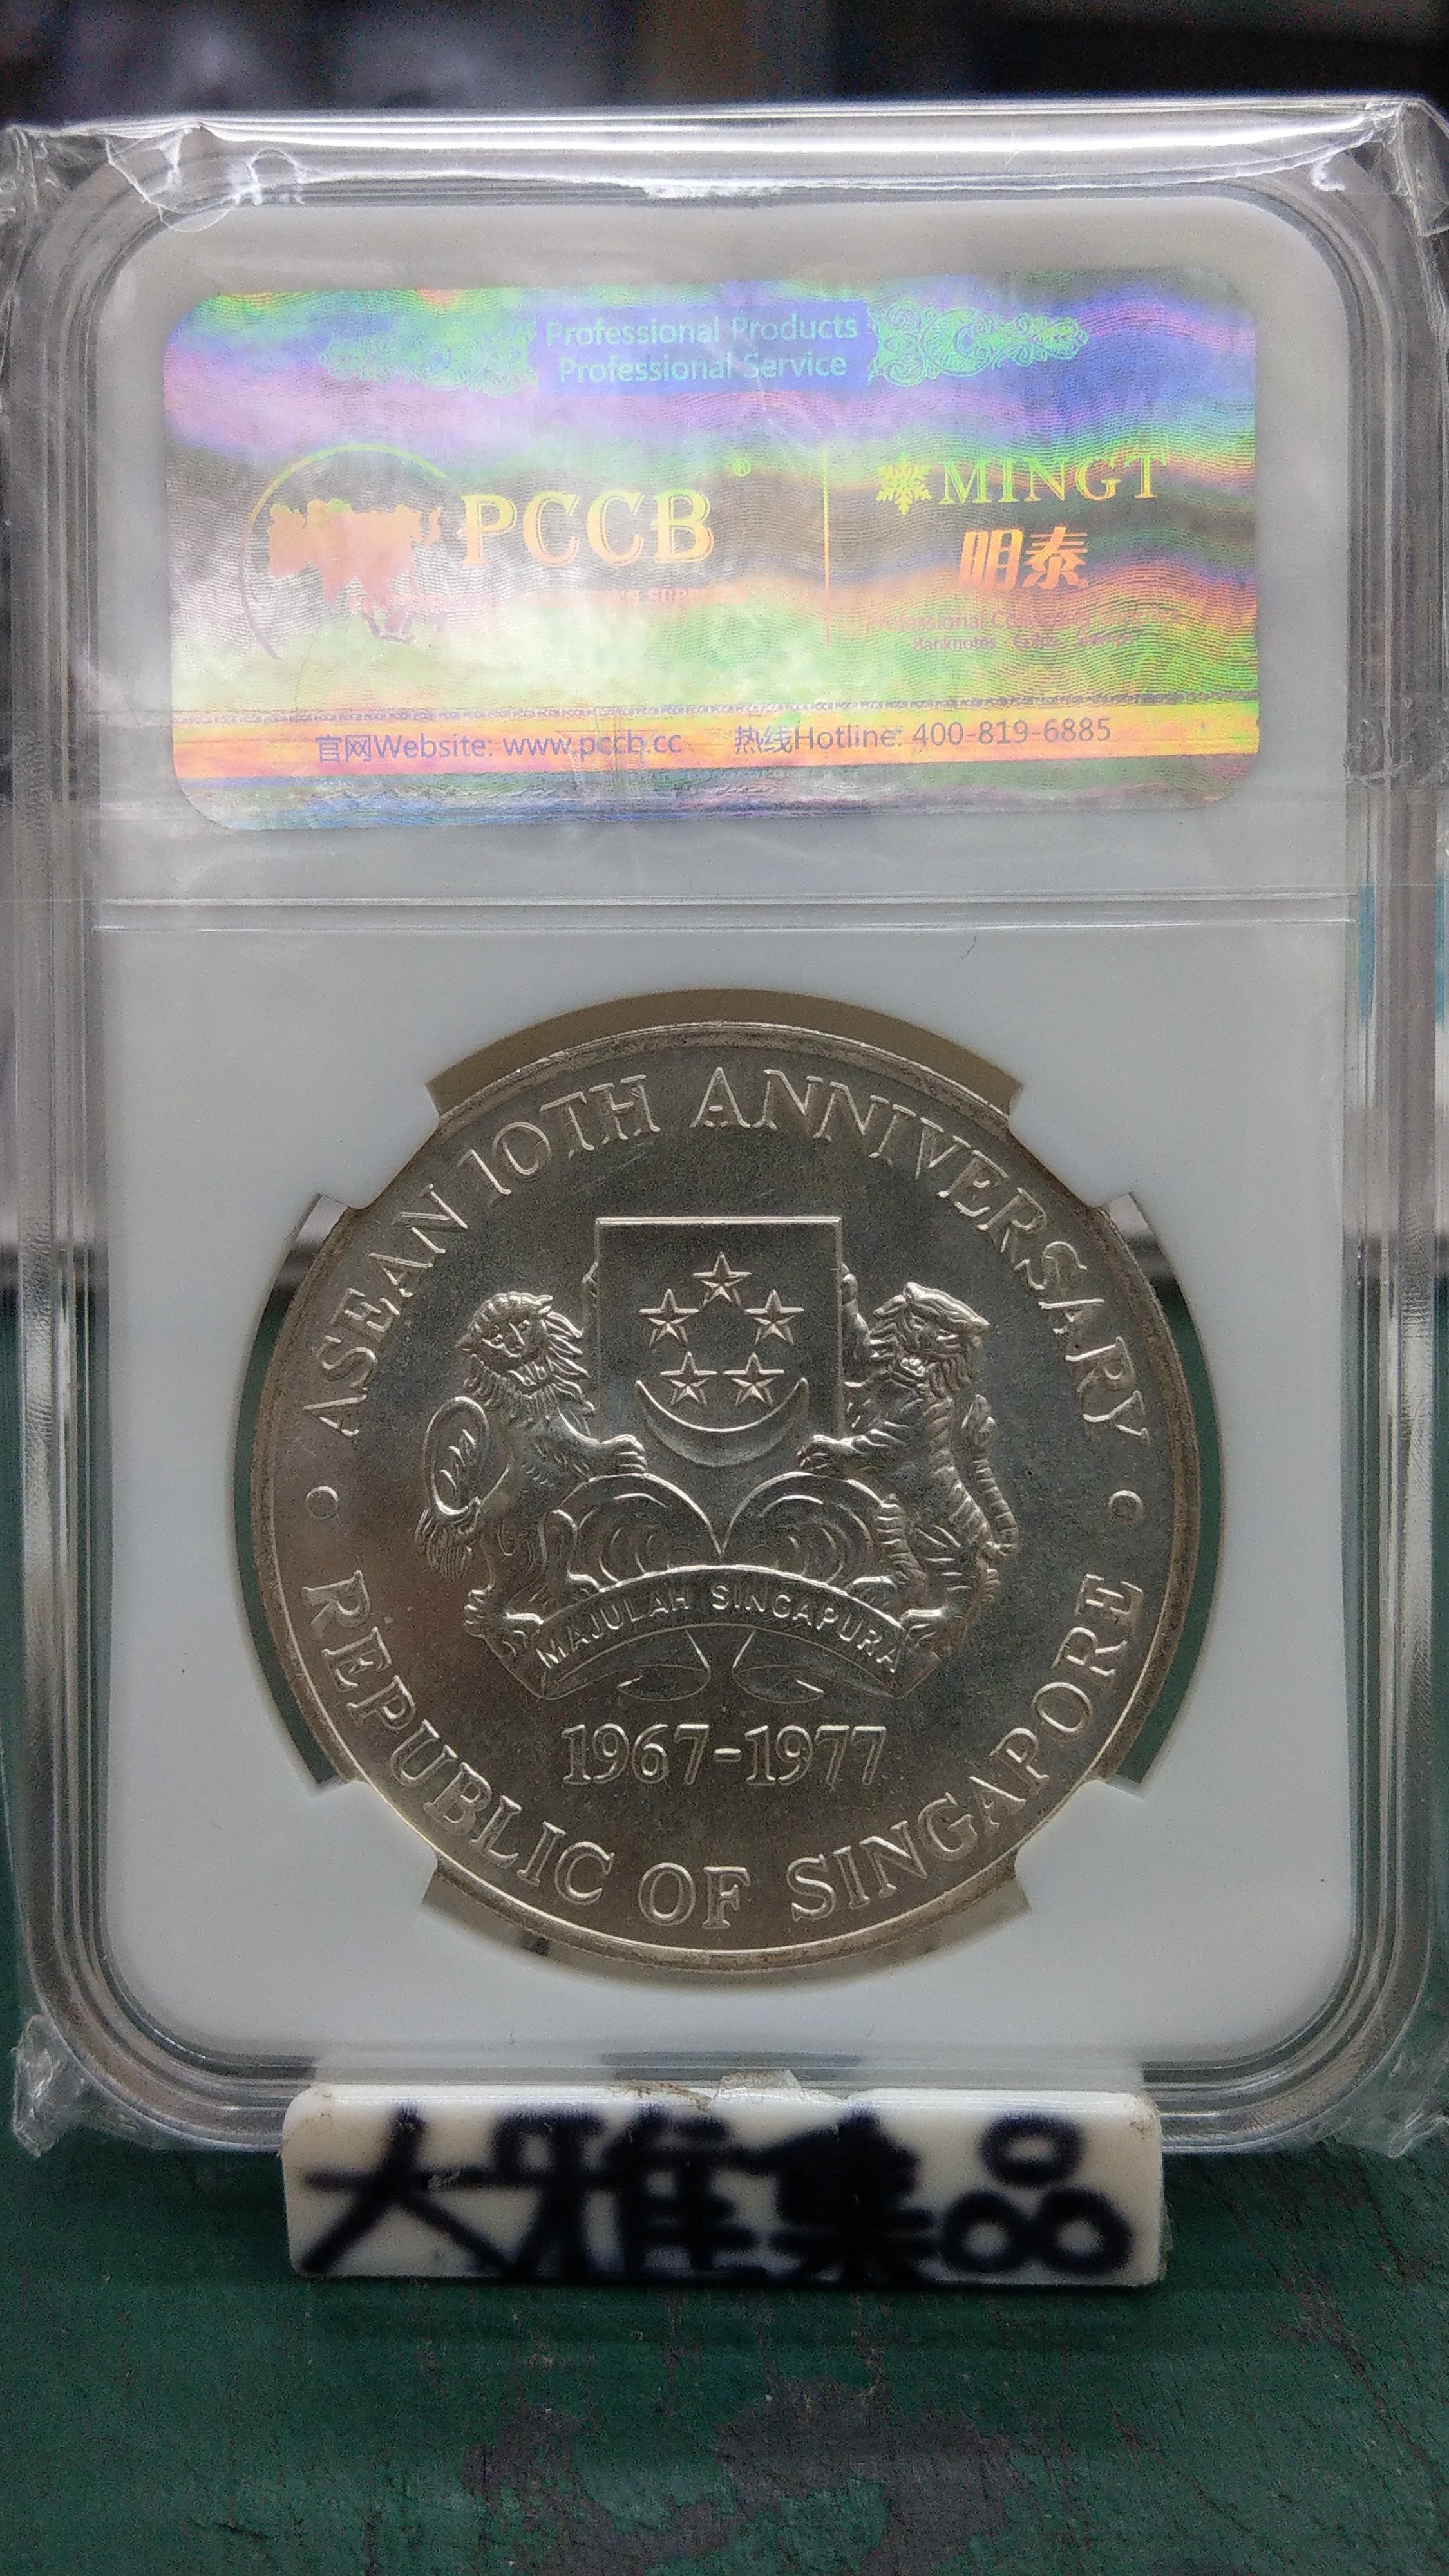 Professional Products
Professional Service
PCCB®
MINGT
明泰
官网Website: www.pccb.cc 热线Hotline: 400-819-6885
ASEAN 10TH ANNIVERSARY
MAJULAH SINGAPURA
1967-1977
REPUBLIC OF SINGAPORE
大雅集品